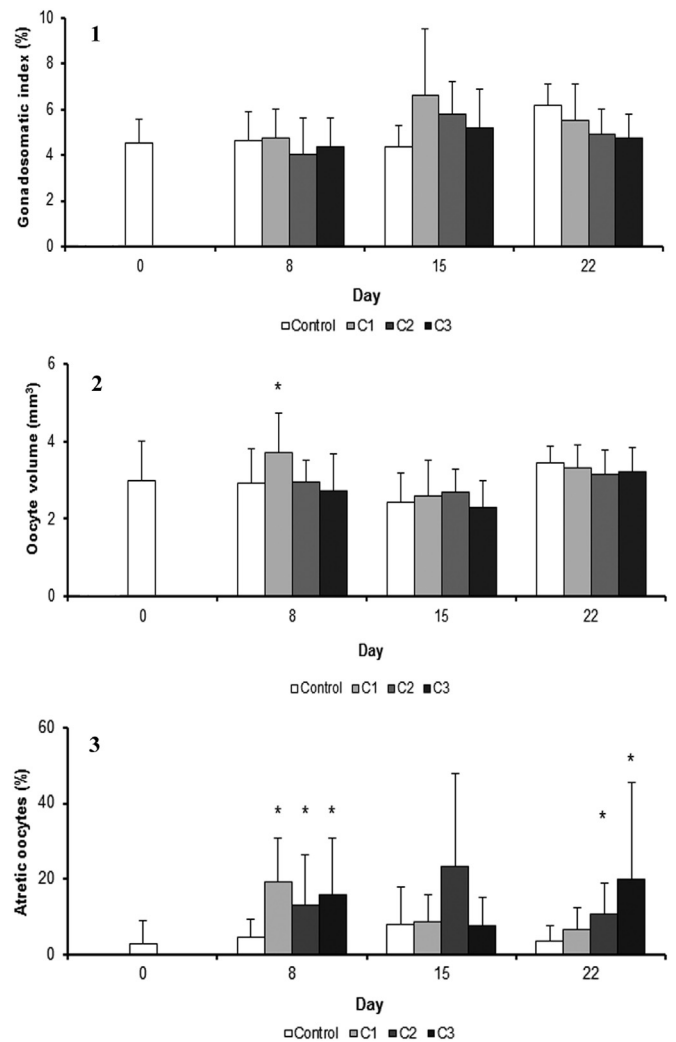 1
Gonadosomatic index (%)
10
8
6
4
2
0
0 8 15 22
Day
Control C1 C2 C3
2
Oocyte volume (mm³)
6
4
2
0
*
0 8 15 22
Day
Control C1 C2 C3
3
Atretic oocytes (%)
60
40
20
0
* * * * *
0 8 15 22
Day
Control C1 C2 C3